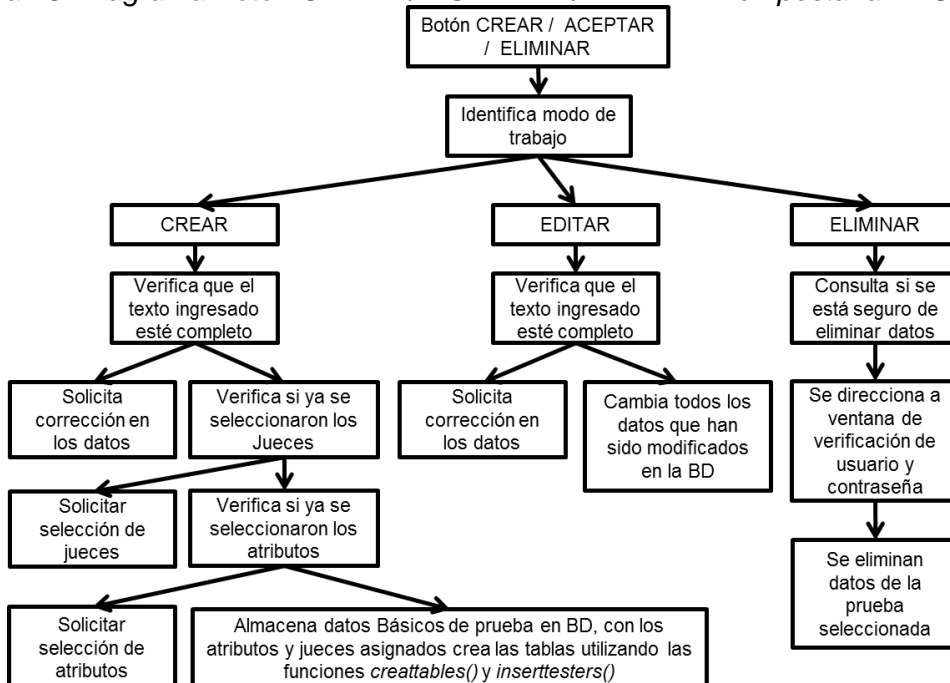 Botón CREAR / ACEPTAR
/ ELIMINAR
Identifica modo de
trabajo
CREAR
EDITAR
ELIMINAR
Verifica que el
texto ingresado
esté completo
Verifica que el
texto ingresado
esté completo
Consulta si se
está seguro de
eliminar datos
Solicita
corrección en
los datos
Verifica si ya se
seleccionaron los
Jueces
Solicita
corrección en
los datos
Cambia todos los
datos que han
sido modificados
en la BD
Se direcciona a
ventana de
verificación de
usuario y
contraseña
Solicitar
selección de
jueces
Verifica si ya se
seleccionaron los
atributos
Se eliminan
datos de la
prueba
seleccionada
Solicitar
selección de
atributos
Almacena datos Básicos de prueba en BD, con los
atributos y jueces asignados crea las tablas utilizando las
funciones creattables() y inserttesters()